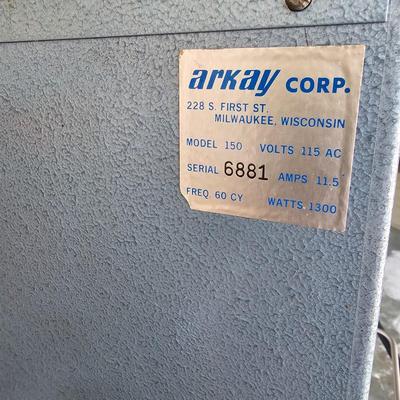 arkay CORP.
228 S. FIRST ST.
MILWAUKEE, WISCONSIN
MODEL 150 VOLTS 115 AC
SERIAL 6881 AMPS 11.5
FREQ. 60 CY WATTS 1300